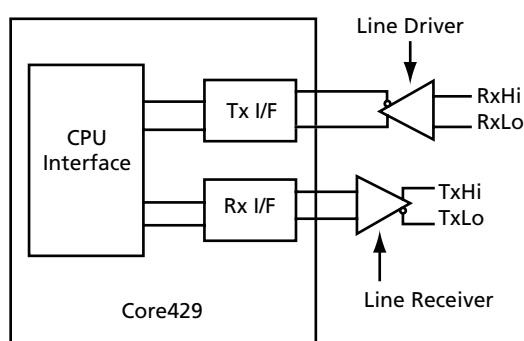 Line Driver
RxHi
RxLo
Tx I/F
CPU
Interface
Rx I/F
TxHi
TxLo
Line Receiver
Core429